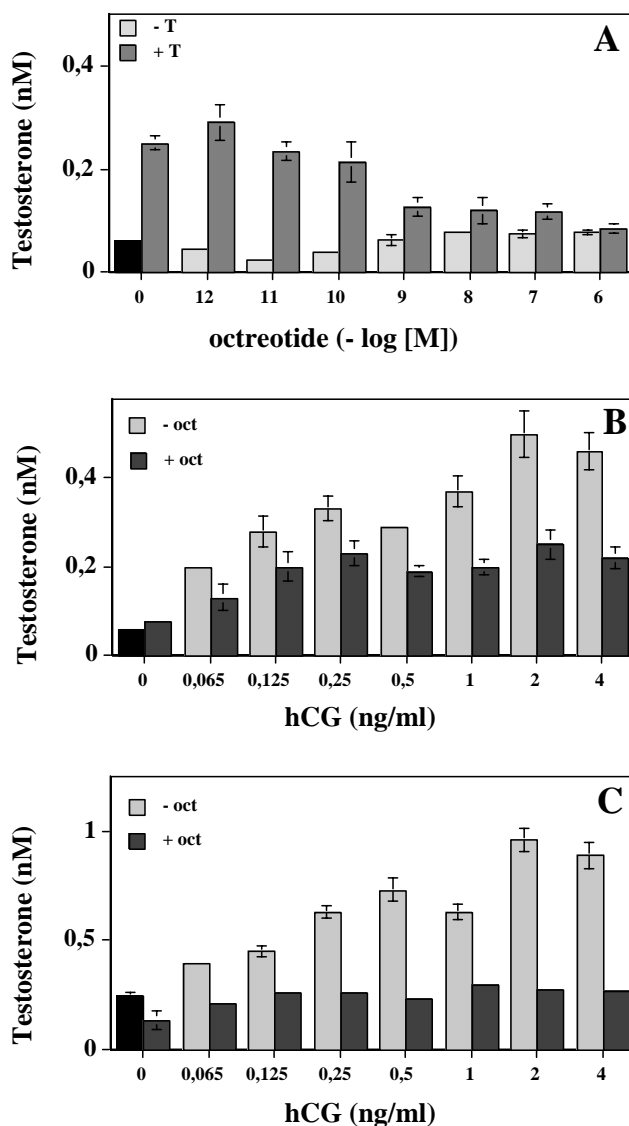 - T
+ T
A
0,4
0,2
0
Testosterone (nM)
0 12 11 10 9 8 7 6
octreotide (- log [M])
- oct
+ oct
B
0,4
0,2
0
Testosterone (nM)
0 0,065 0,125 0,25 0,5 1 2 4
hCG (ng/ml)
- oct
+ oct
C
1
0,5
0
Testosterone (nM)
0 0,065 0,125 0,25 0,5 1 2 4
hCG (ng/ml)